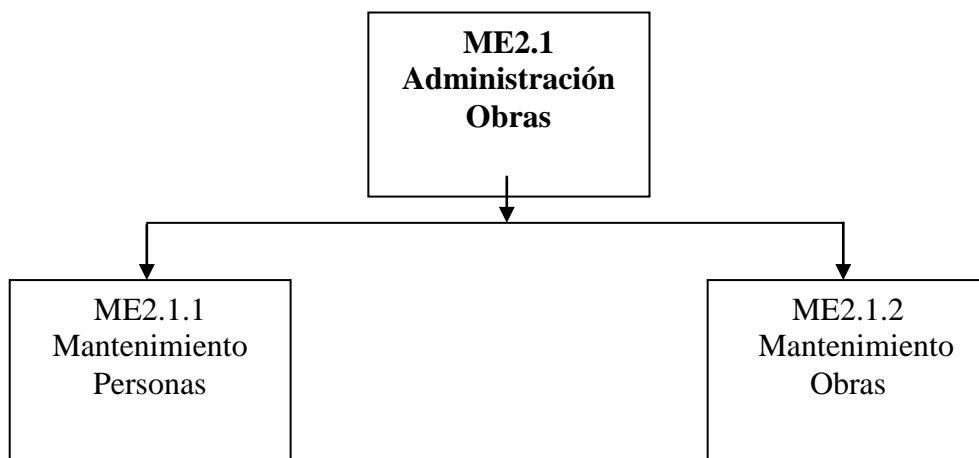 ME2.1
Administración
Obras
ME2.1.1
Mantenimiento
Personas
ME2.1.2
Mantenimiento
Obras